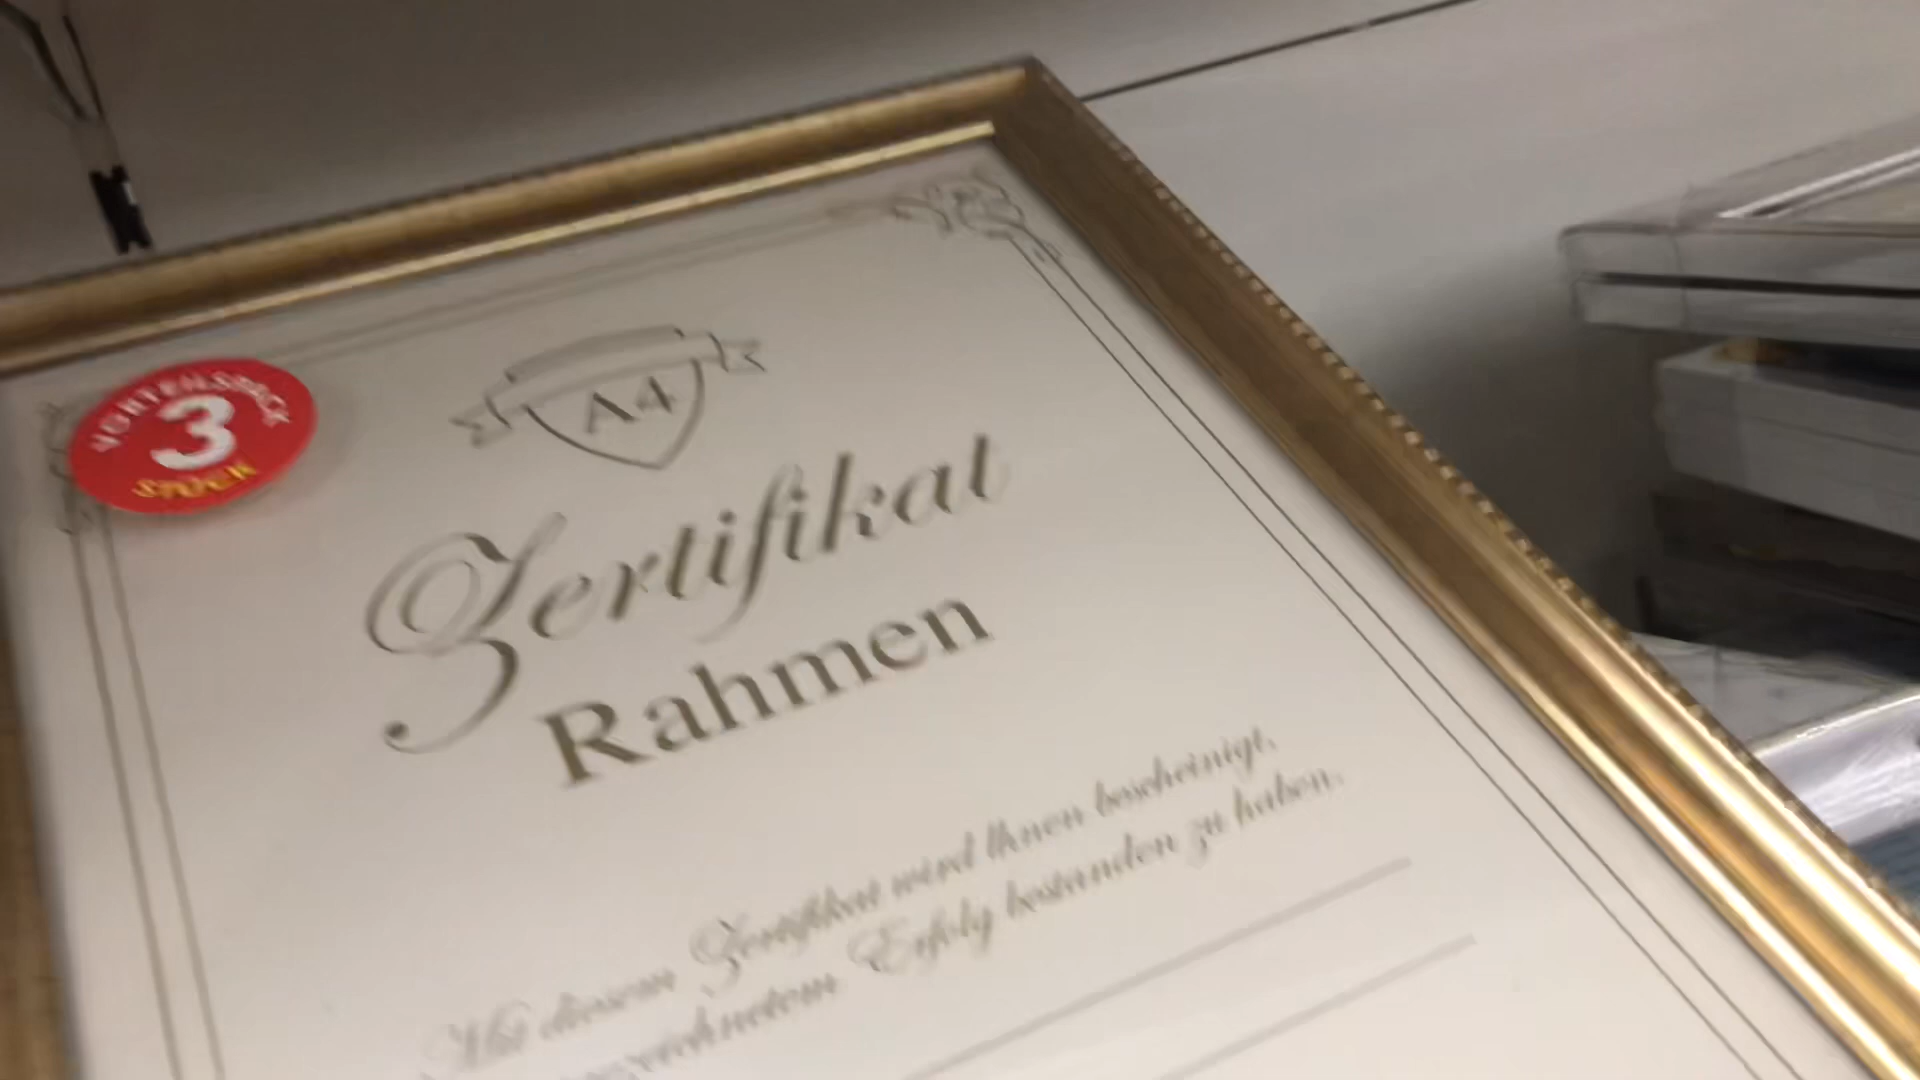 VORTEILSPACK
3
STÜCK
A4
Zertifikat
Rahmen
Mit diesem Zertifikat wird Ihnen bescheinigt,
Erfolg bestanden zu haben.